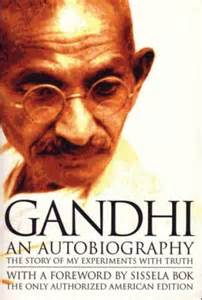 GANDHI
AN AUTOBIOGRAPHY
THE STORY OF MY EXPERIMENTS WITH TRUTH
WITH A FOREWORD BY SISSELA BOK
THE ONLY AUTHORIZED AMERICAN EDITION